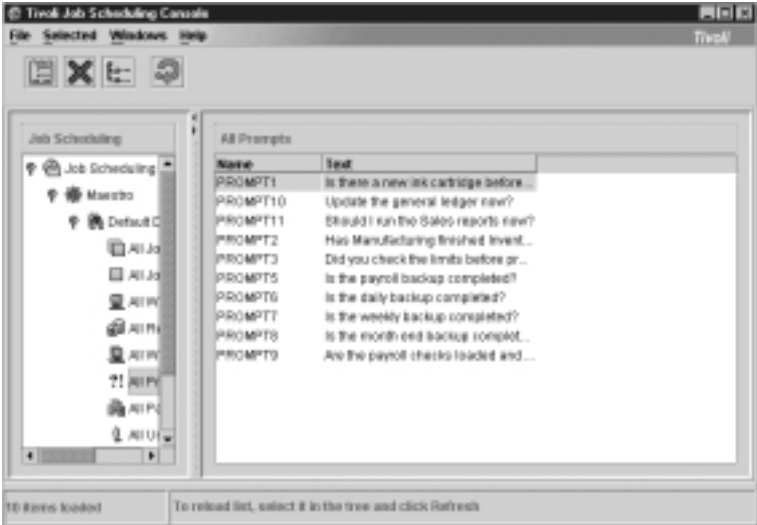 Tivoli Job Scheduling Console
File Selected Windows Help
Tivoli
Job Scheduling
All Prompts
Job Scheduling
Maestro
Default C
All Jo
All Jo
All W
All Re
All W
?! All Pr
All Pa
All Us
Name Text
PROMPT1 Is there a new ink cartridge before...
PROMPT10 Update the general ledger now?
PROMPT11 Should I run the Sales reports now?
PROMPT2 Has Manufacturing finished Invent...
PROMPT3 Did you check the limits before pr...
PROMPT5 Is the payroll backup completed?
PROMPT6 Is the daily backup completed?
PROMPT7 Is the weekly backup completed?
PROMPT8 Is the month end backup complet...
PROMPT9 Are the payroll checks loaded and ...
10 items loaded
To reload list, select it in the tree and click Refresh